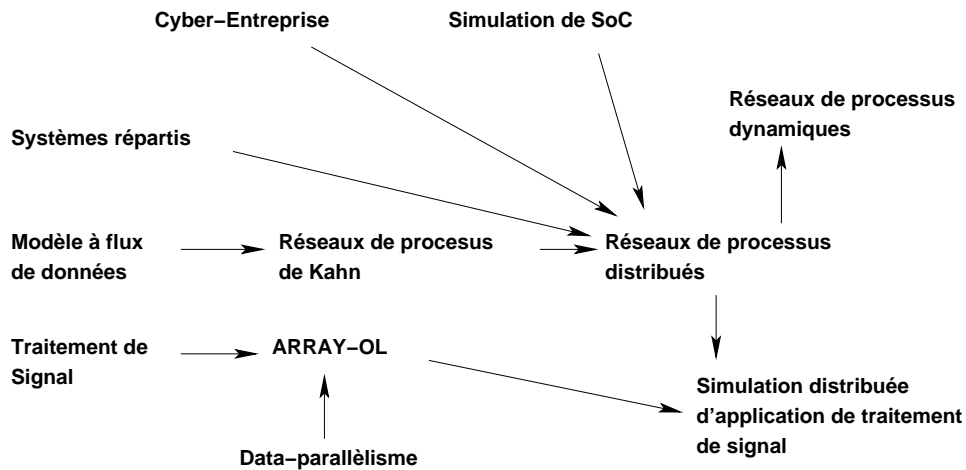 Cyber−Entreprise
Simulation de SoC
Réseaux de processus
dynamiques
Systèmes répartis
Modèle à flux
de données
Réseaux de procesus
de Kahn
Réseaux de processus
distribués
Traitement de
Signal
ARRAY−OL
Simulation distribuée
d'application de traitement
de signal
Data−parallèlisme